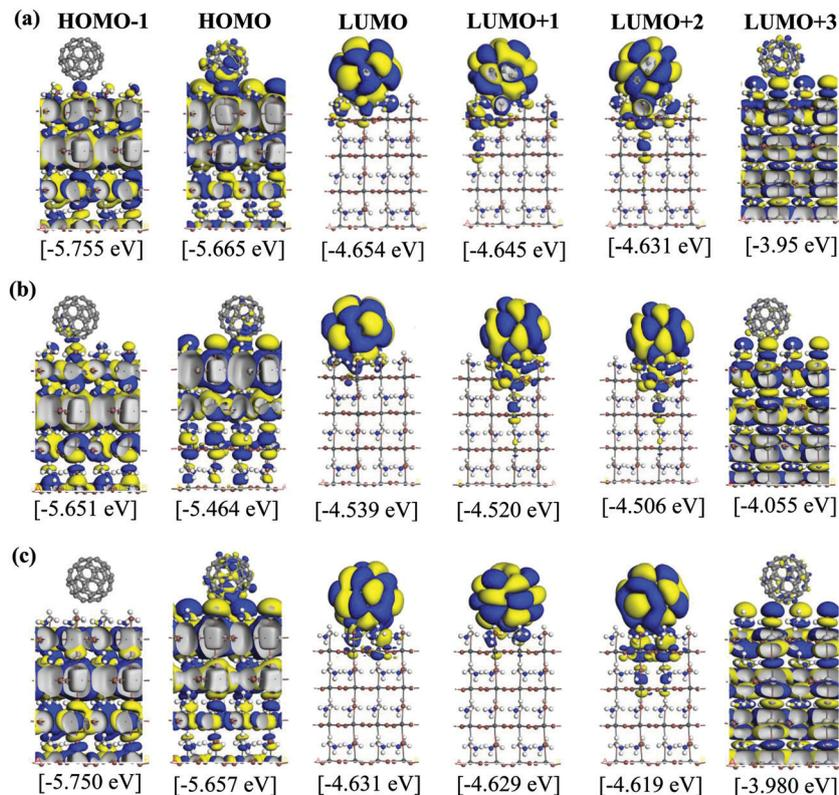 (a) HOMO-1 HOMO LUMO LUMO+1 LUMO+2 LUMO+3
[-5.755 eV] [-5.665 eV] [-4.654 eV] [-4.645 eV] [-4.631 eV] [-3.95 eV]
(b)
[-5.651 eV] [-5.464 eV] [-4.539 eV] [-4.520 eV] [-4.506 eV] [-4.055 eV]
(c)
[-5.750 eV] [-5.657 eV] [-4.631 eV] [-4.629 eV] [-4.619 eV] [-3.980 eV]